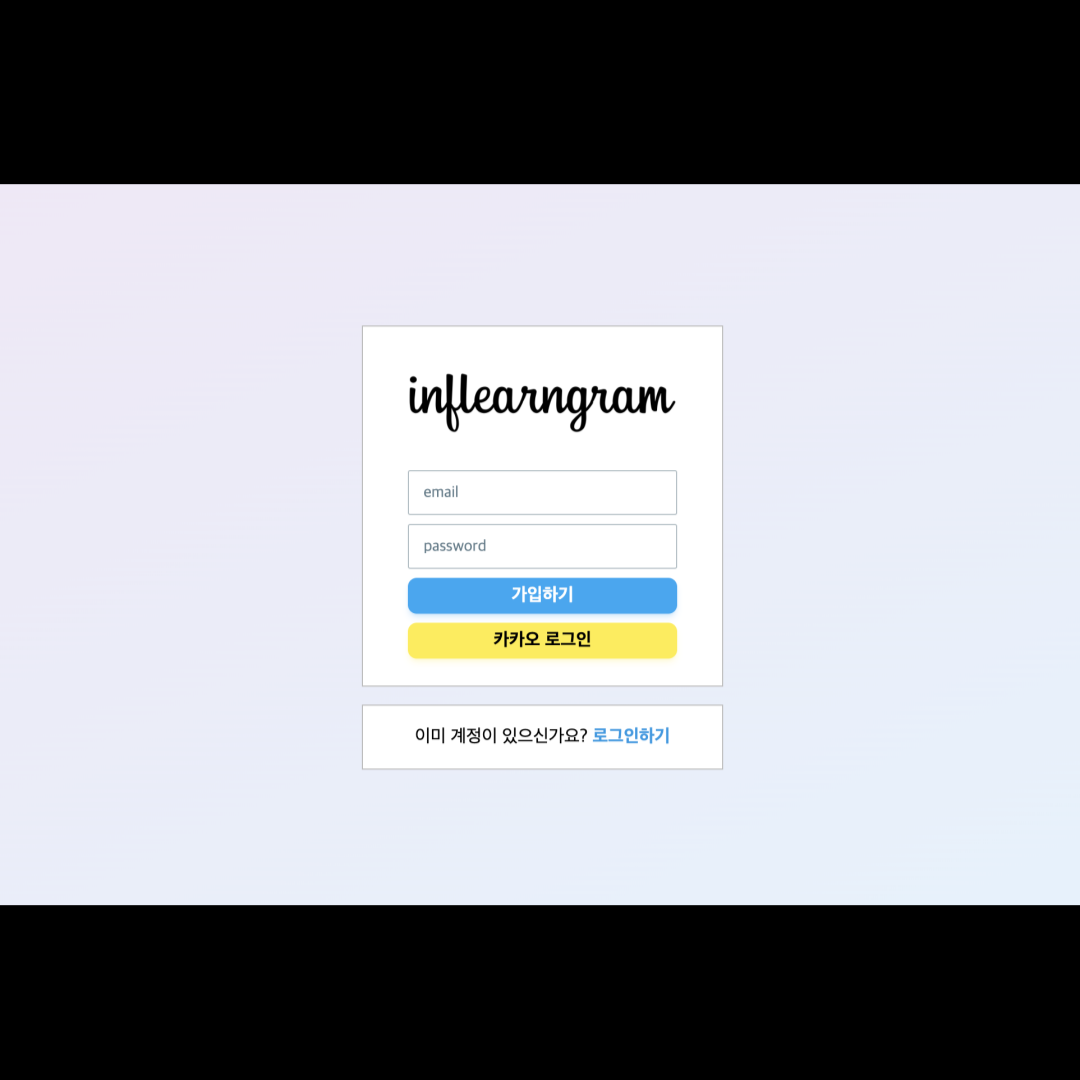 inflearngram
email
password
가입하기
카카오 로그인
이미 계정이 있으신가요? 로그인하기